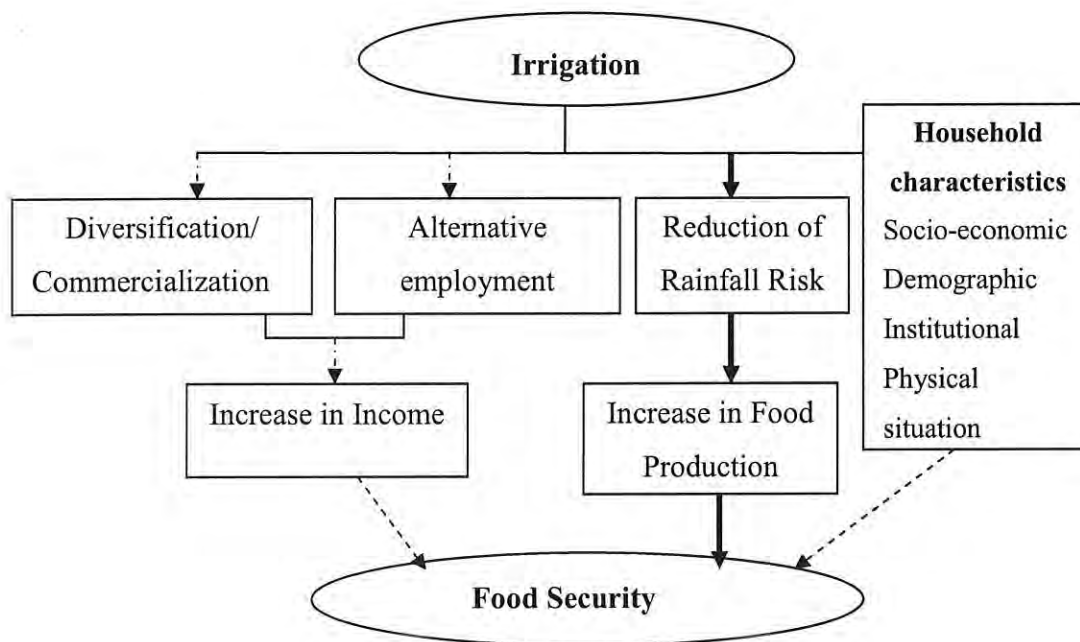 Irrigation
Household
characteristics
Socio-economic
Demographic
Institutional
Physical
situation
Diversification/
Commercialization
Alternative
employment
Reduction of
Rainfall Risk
Increase in Income
Increase in Food
Production
Food Security